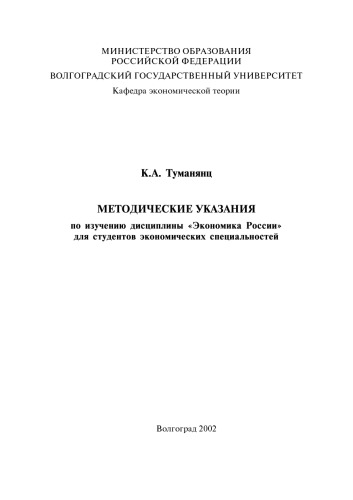 МИНИСТЕРСТВО ОБРАЗОВАНИЯ
РОССИЙСКОЙ ФЕДЕРАЦИИ
ВОЛГОГРАДСКИЙ ГОСУДАРСТВЕННЫЙ УНИВЕРСИТЕТ
Кафедра экономической теории
К.А. Туманянц
МЕТОДИЧЕСКИЕ УКАЗАНИЯ
по изучению дисциплины «Экономика России»
для студентов экономических специальностей
Волгоград 2002